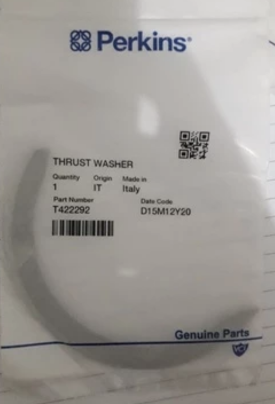 Perkins®
THRUST WASHER
Quantity Origin Made in
1 IT Italy
Part Number Date Code
T422292 D15M12Y20
Genuine Parts